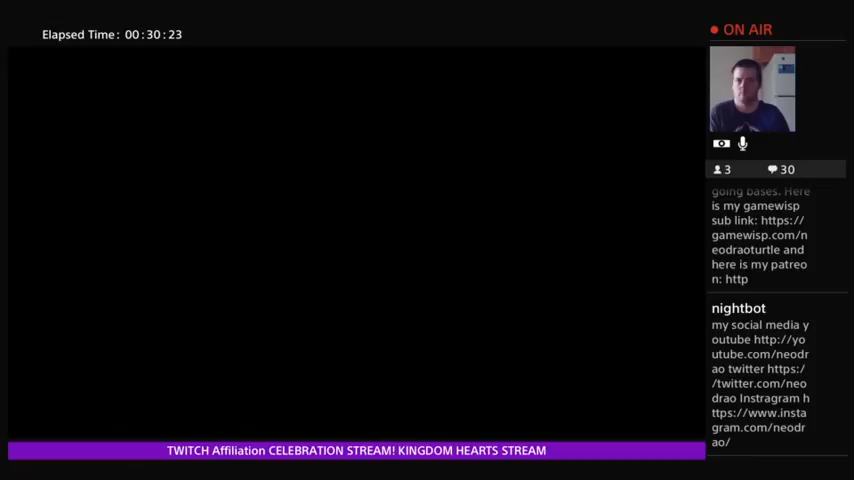 Elapsed Time: 00:30:23
ON AIR
3 30
going bases. Here
is my gamewisp
sub link: https://
gamewisp.com/n
eodraoturtle and
here is my patreo
n: http
nightbot
my social media y
outube http://yo
utube.com/neodr
ao twitter https:/
/twitter.com/neo
drao Instragram h
ttps://www.insta
gram.com/neodr
ao/
TWITCH Affiliation CELEBRATION STREAM! KINGDOM HEARTS STREAM